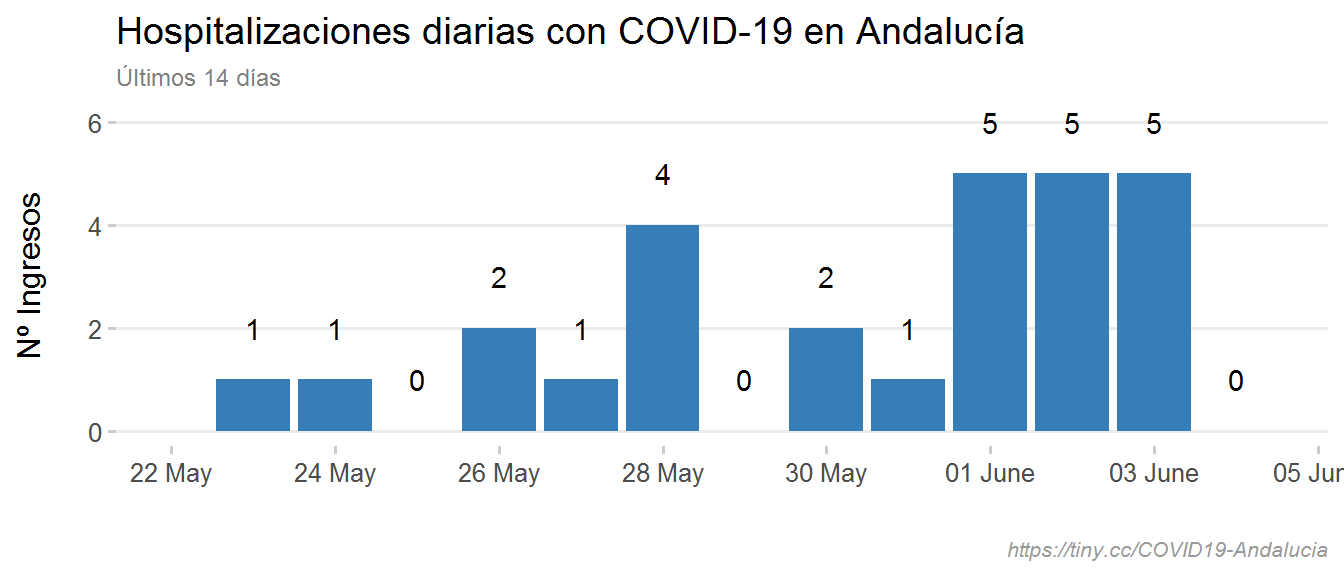 Hospitalizaciones diarias con COVID-19 en Andalucía
Últimos 14 días
Nº Ingresos
6
4
2
0
1
1
0
2
1
4
0
2
1
5
5
5
0
22 May
24 May
26 May
28 May
30 May
01 June
03 June
05 Jun
https://tiny.cc/COVID19-Andalucia